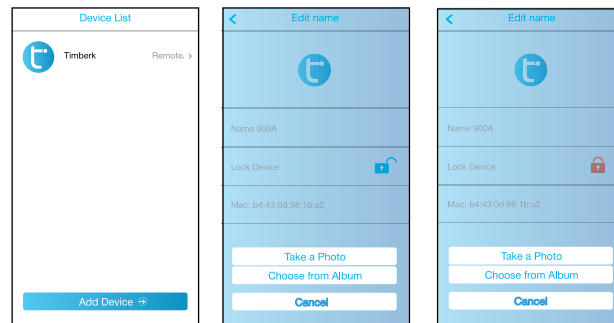 Device List
Timberk
Remote. >
Add Device
Edit name
Name 900A
Lock Device
Mac: b4:43:0d:98:1b:a2
Take a Photo
Choose from Album
Cancel
Edit name
Name 900A
Lock Device
Mac: b4:43:0d:98:1b:a2
Take a Photo
Choose from Album
Cancel